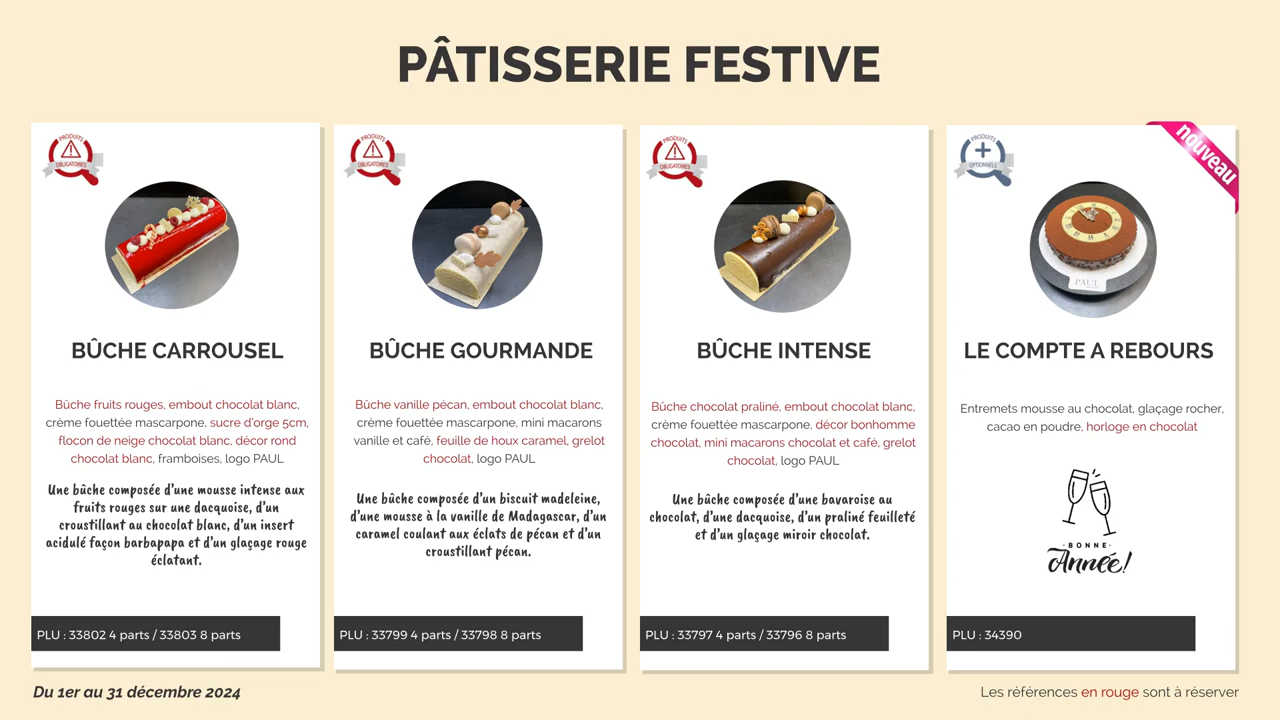 PÂTISSERIE FESTIVE
PRODUITS
OBLIGATOIRES
BÛCHE CARROUSEL
Bûche fruits rouges, embout chocolat blanc,
crème fouettée mascarpone, sucre d'orge 5cm,
flocon de neige chocolat blanc, décor rond
chocolat blanc, framboises, logo PAUL
Une bûche composée d'une mousse intense aux
fruits rouges sur une dacquoise, d'un
croustillant au chocolat blanc, d'un insert
acidulé façon barbapapa et d'un glaçage rouge
éclatant.
PLU : 33802 4 parts / 33803 8 parts
PRODUITS
OBLIGATOIRES
BÛCHE GOURMANDE
Bûche vanille pécan, embout chocolat blanc,
crème fouettée mascarpone, mini macarons
vanille et café, feuille de houx caramel, grelot
chocolat, logo PAUL
Une bûche composée d'un biscuit madeleine,
d'une mousse à la vanille de Madagascar, d'un
caramel coulant aux éclats de pécan et d'un
croustillant pécan.
PLU : 33799 4 parts / 33798 8 parts
PRODUITS
OBLIGATOIRES
BÛCHE INTENSE
Bûche chocolat praliné, embout chocolat blanc,
crème fouettée mascarpone, décor bonhomme
chocolat, mini macarons chocolat et café, grelot
chocolat, logo PAUL
Une bûche composée d'une bavaroise au
chocolat, d'une dacquoise, d'un praliné feuilleté
et d'un glaçage miroir chocolat.
PLU : 33797 4 parts / 33796 8 parts
PRODUITS
OPTIONNELS
nouveau
PAUL
LE COMPTE A REBOURS
Entremets mousse au chocolat, glaçage rocher,
cacao en poudre, horloge en chocolat
·BONNE·
Année!
PLU : 34390
Du 1er au 31 décembre 2024
Les références en rouge sont à réserver